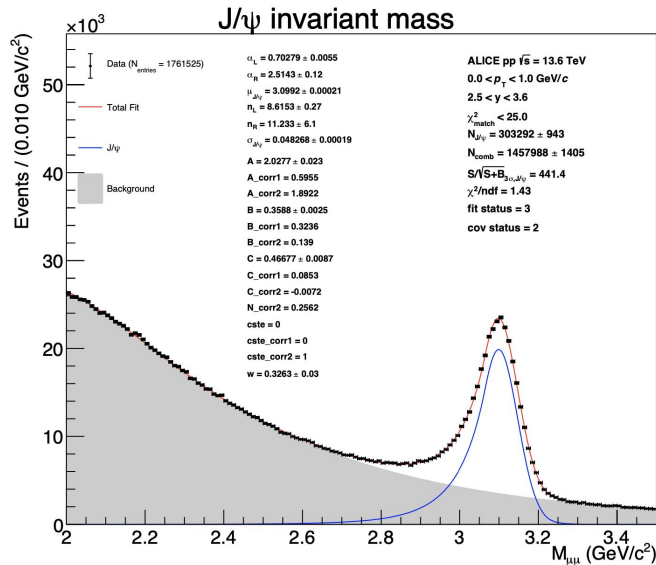 J/ψ invariant mass
×10³
Events / (0.010 GeV/c²)
50
40
30
20
10
0
Data (N_entries = 1761525)
Total Fit
J/ψ
Background
α_L = 0.70279 ± 0.0055
α_R = 2.5143 ± 0.12
μ_J/ψ = 3.0992 ± 0.00021
n_L = 8.6153 ± 0.27
n_R = 11.233 ± 6.1
σ_J/ψ = 0.048268 ± 0.00019
A = 2.0277 ± 0.023
A_corr1 = 0.5955
A_corr2 = 1.8922
B = 0.3588 ± 0.0025
B_corr1 = 0.3236
B_corr2 = 0.139
C = 0.46677 ± 0.0087
C_corr1 = 0.0853
C_corr2 = -0.0072
N_corr2 = 0.2562
cste = 0
cste_corr1 = 0
cste_corr2 = 1
w = 0.3263 ± 0.03
ALICE pp √s = 13.6 TeV
0.0 < p_T < 1.0 GeV/c
2.5 < y < 3.6
χ²_match < 25.0
N_J/ψ = 303292 ± 943
N_comb = 1457988 ± 1405
S/√S+B_3σ,J/ψ = 441.4
χ²/ndf = 1.43
fit status = 3
cov status = 2
2 2.2 2.4 2.6 2.8 3 3.2 3.4
M_μμ (GeV/c²)